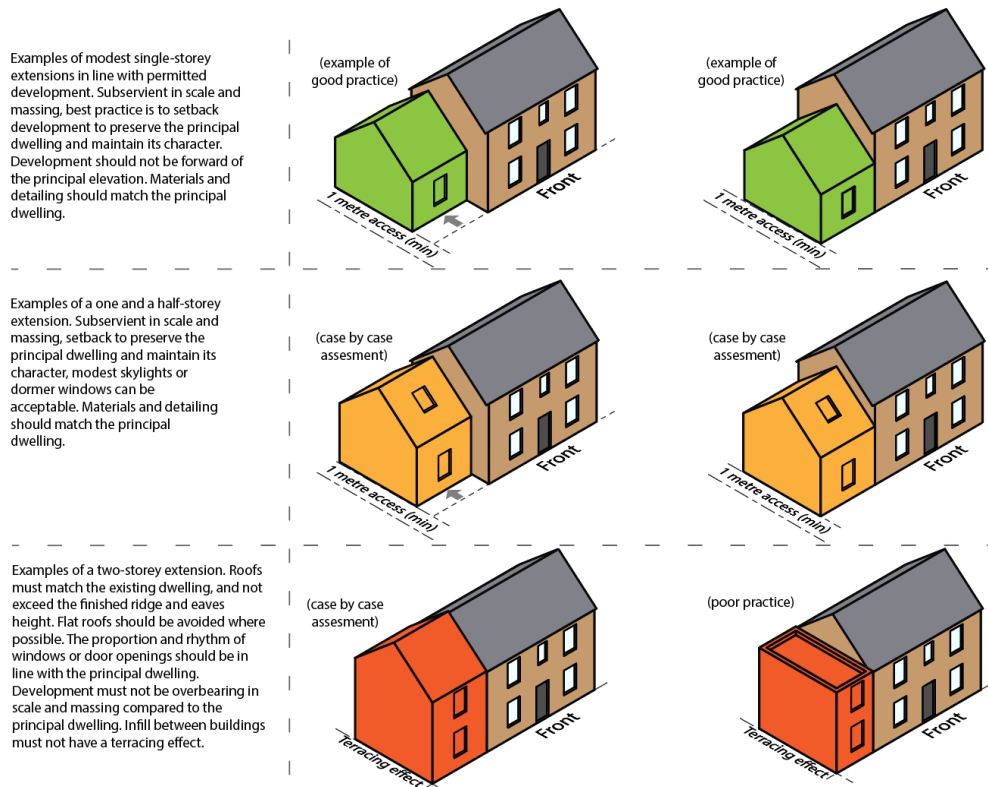 Examples of modest single-storey
extensions in line with permitted
development. Subservient in scale and
massing, best practice is to setback
development to preserve the principal
dwelling and maintain its character.
Development should not be forward of
the principal elevation. Materials and
detailing should match the principal
dwelling.
(example of
good practice)
Front
1 metre access (min)
(example of
good practice)
Front
1 metre access (min)
Examples of a one and a half-storey
extension. Subservient in scale and
massing, setback to preserve the
principal dwelling and maintain its
character, modest skylights or
dormer windows can be
acceptable. Materials and detailing
should match the principal
dwelling.
(case by case
assesment)
Front
1 metre access (min)
(case by case
assesment)
Front
1 metre access (min)
Examples of a two-storey extension. Roofs
must match the existing dwelling, and not
exceed the finished ridge and eaves
height. Flat roofs should be avoided where
possible. The proportion and rhythm of
windows or door openings should be in
line with the principal dwelling.
Development must not be overbearing in
scale and massing compared to the
principal dwelling. Infill between buildings
must not have a terracing effect.
(case by case
assesment)
Front
Terracing effect
(poor practice)
Front
Terracing effect